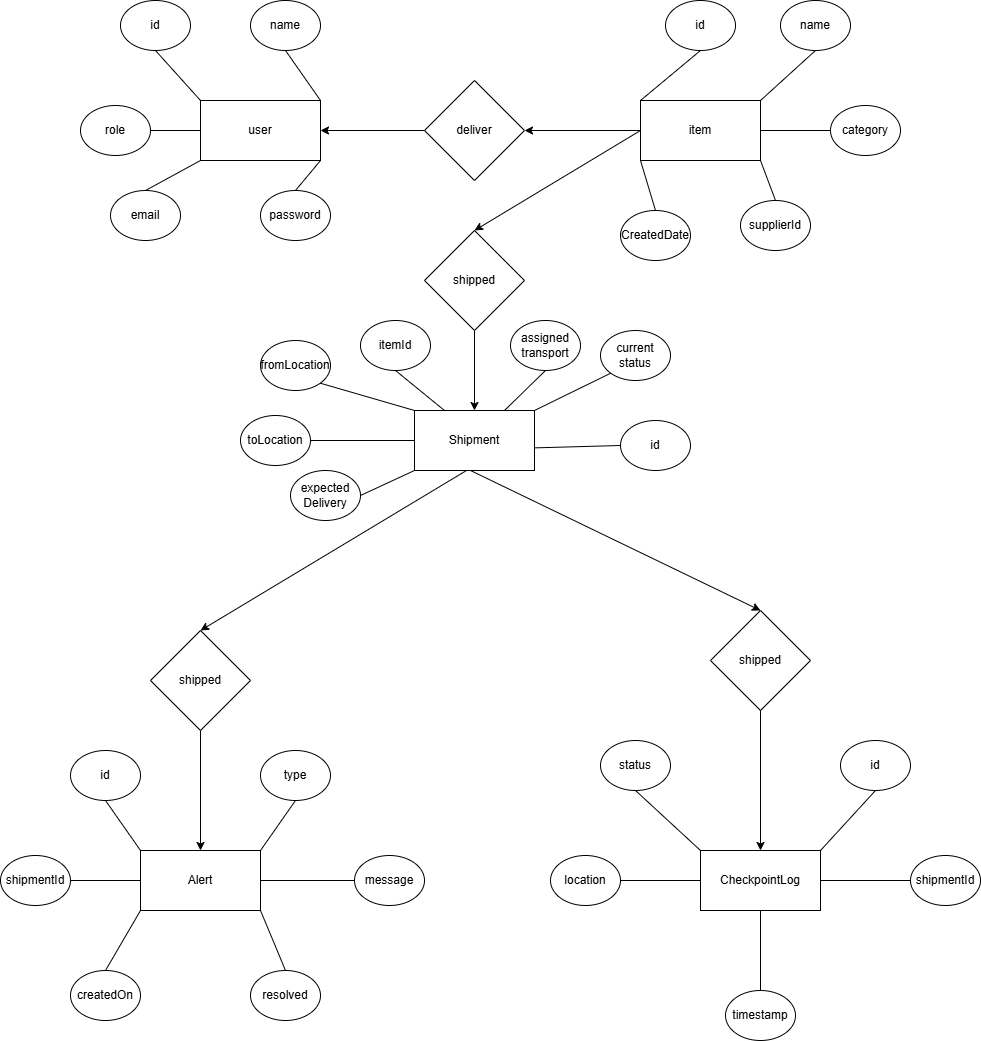 id
name
id
name
role
user
deliver
item
category
email
password
CreatedDate
supplierId
shipped
fromLocation
itemId
assigned
transport
current
status
toLocation
Shipment
id
expected
Delivery
shipped
shipped
id
type
status
id
shipmentId
Alert
message
location
CheckpointLog
shipmentId
createdOn
resolved
timestamp